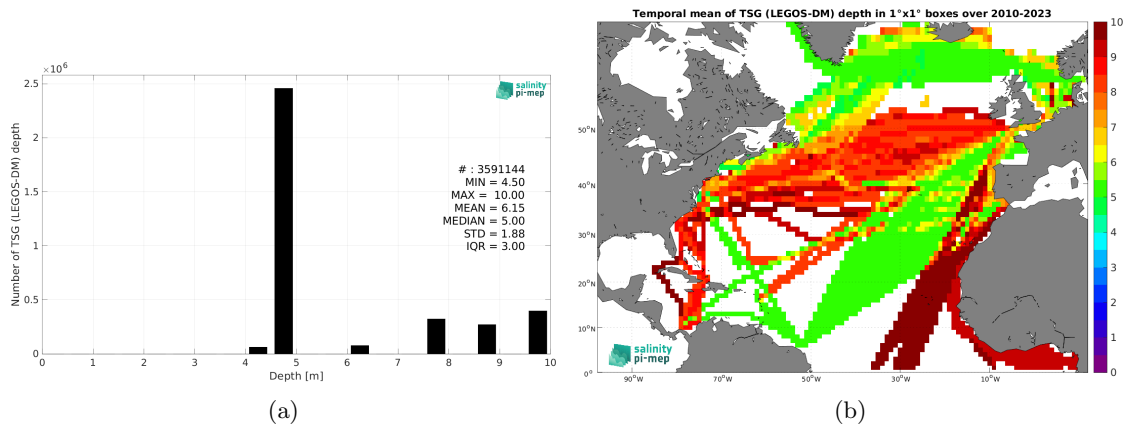 ×10⁶
2.5
2
1.5
1
0.5
0
Number of TSG (LEGOS-DM) depth
salinity
pi-mep
# : 3591144
MIN = 4.50
MAX = 10.00
MEAN = 6.15
MEDIAN = 5.00
STD = 1.88
IQR = 3.00
0 1 2 3 4 5 6 7 8 9 10
Depth [m]
(a)
Temporal mean of TSG (LEGOS-DM) depth in 1°x1° boxes over 2010-2023
50°N
40°N
30°N
20°N
10°N
0°
90°W 70°W 50°W 30°W 10°W
salinity
pi-mep
10
9
8
7
6
5
4
3
2
1
0
(b)